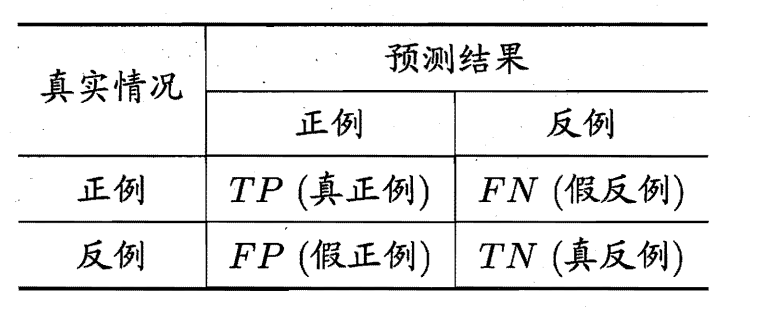 真实情况
预测结果
正例
反例
正例
TP (真正例)
FN (假反例)
反例
FP (假正例)
TN (真反例)